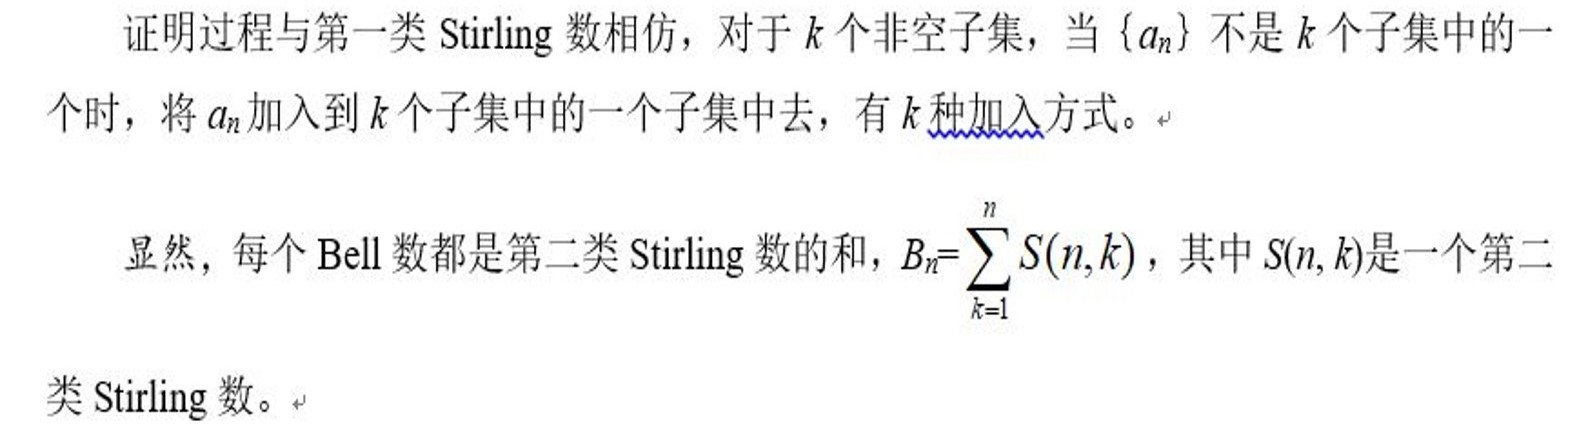 证明过程与第一类 Stirling 数相仿，对于 k 个非空子集，当 {aₙ} 不是 k 个子集中的一
个时，将 aₙ 加入到 k 个子集中的一个子集中去，有 k 种加入方式。
显然，每个 Bell 数都是第二类 Stirling 数的和，Bₙ=∑_{k=1}^{n} S(n,k)，其中 S(n, k)是一个第二
类 Stirling 数。